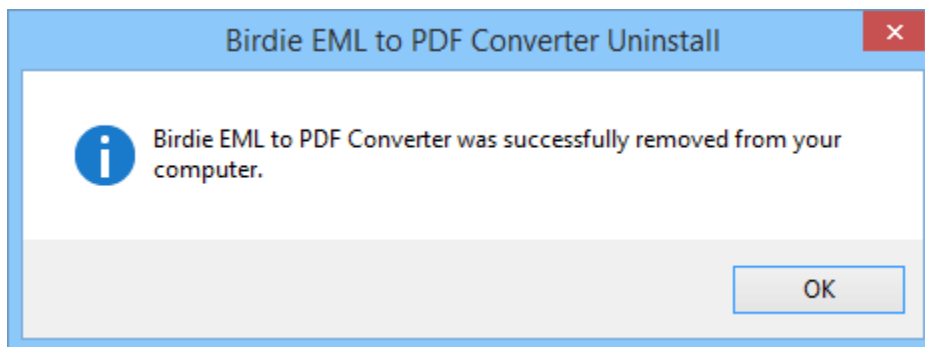 Birdie EML to PDF Converter Uninstall
Birdie EML to PDF Converter was successfully removed from your
computer.
OK